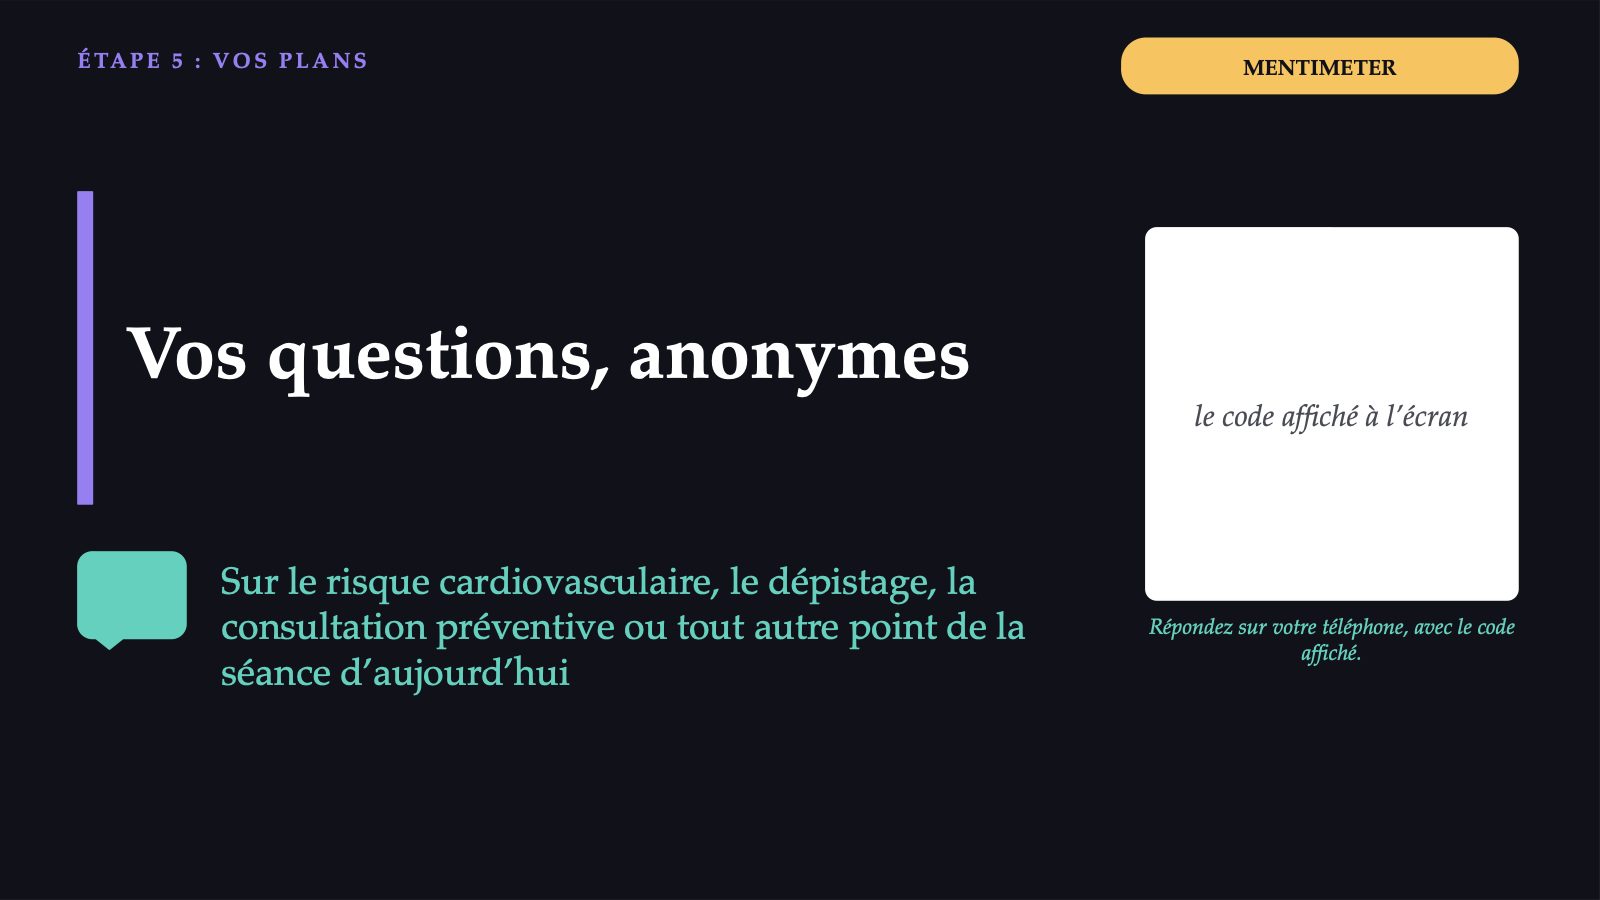 ÉTAPE 5 : VOS PLANS
MENTIMETER
Vos questions, anonymes
le code affiché à l’écran
Sur le risque cardiovasculaire, le dépistage, la
consultation préventive ou tout autre point de la
séance d’aujourd’hui
Répondez sur votre téléphone, avec le code
affiché.